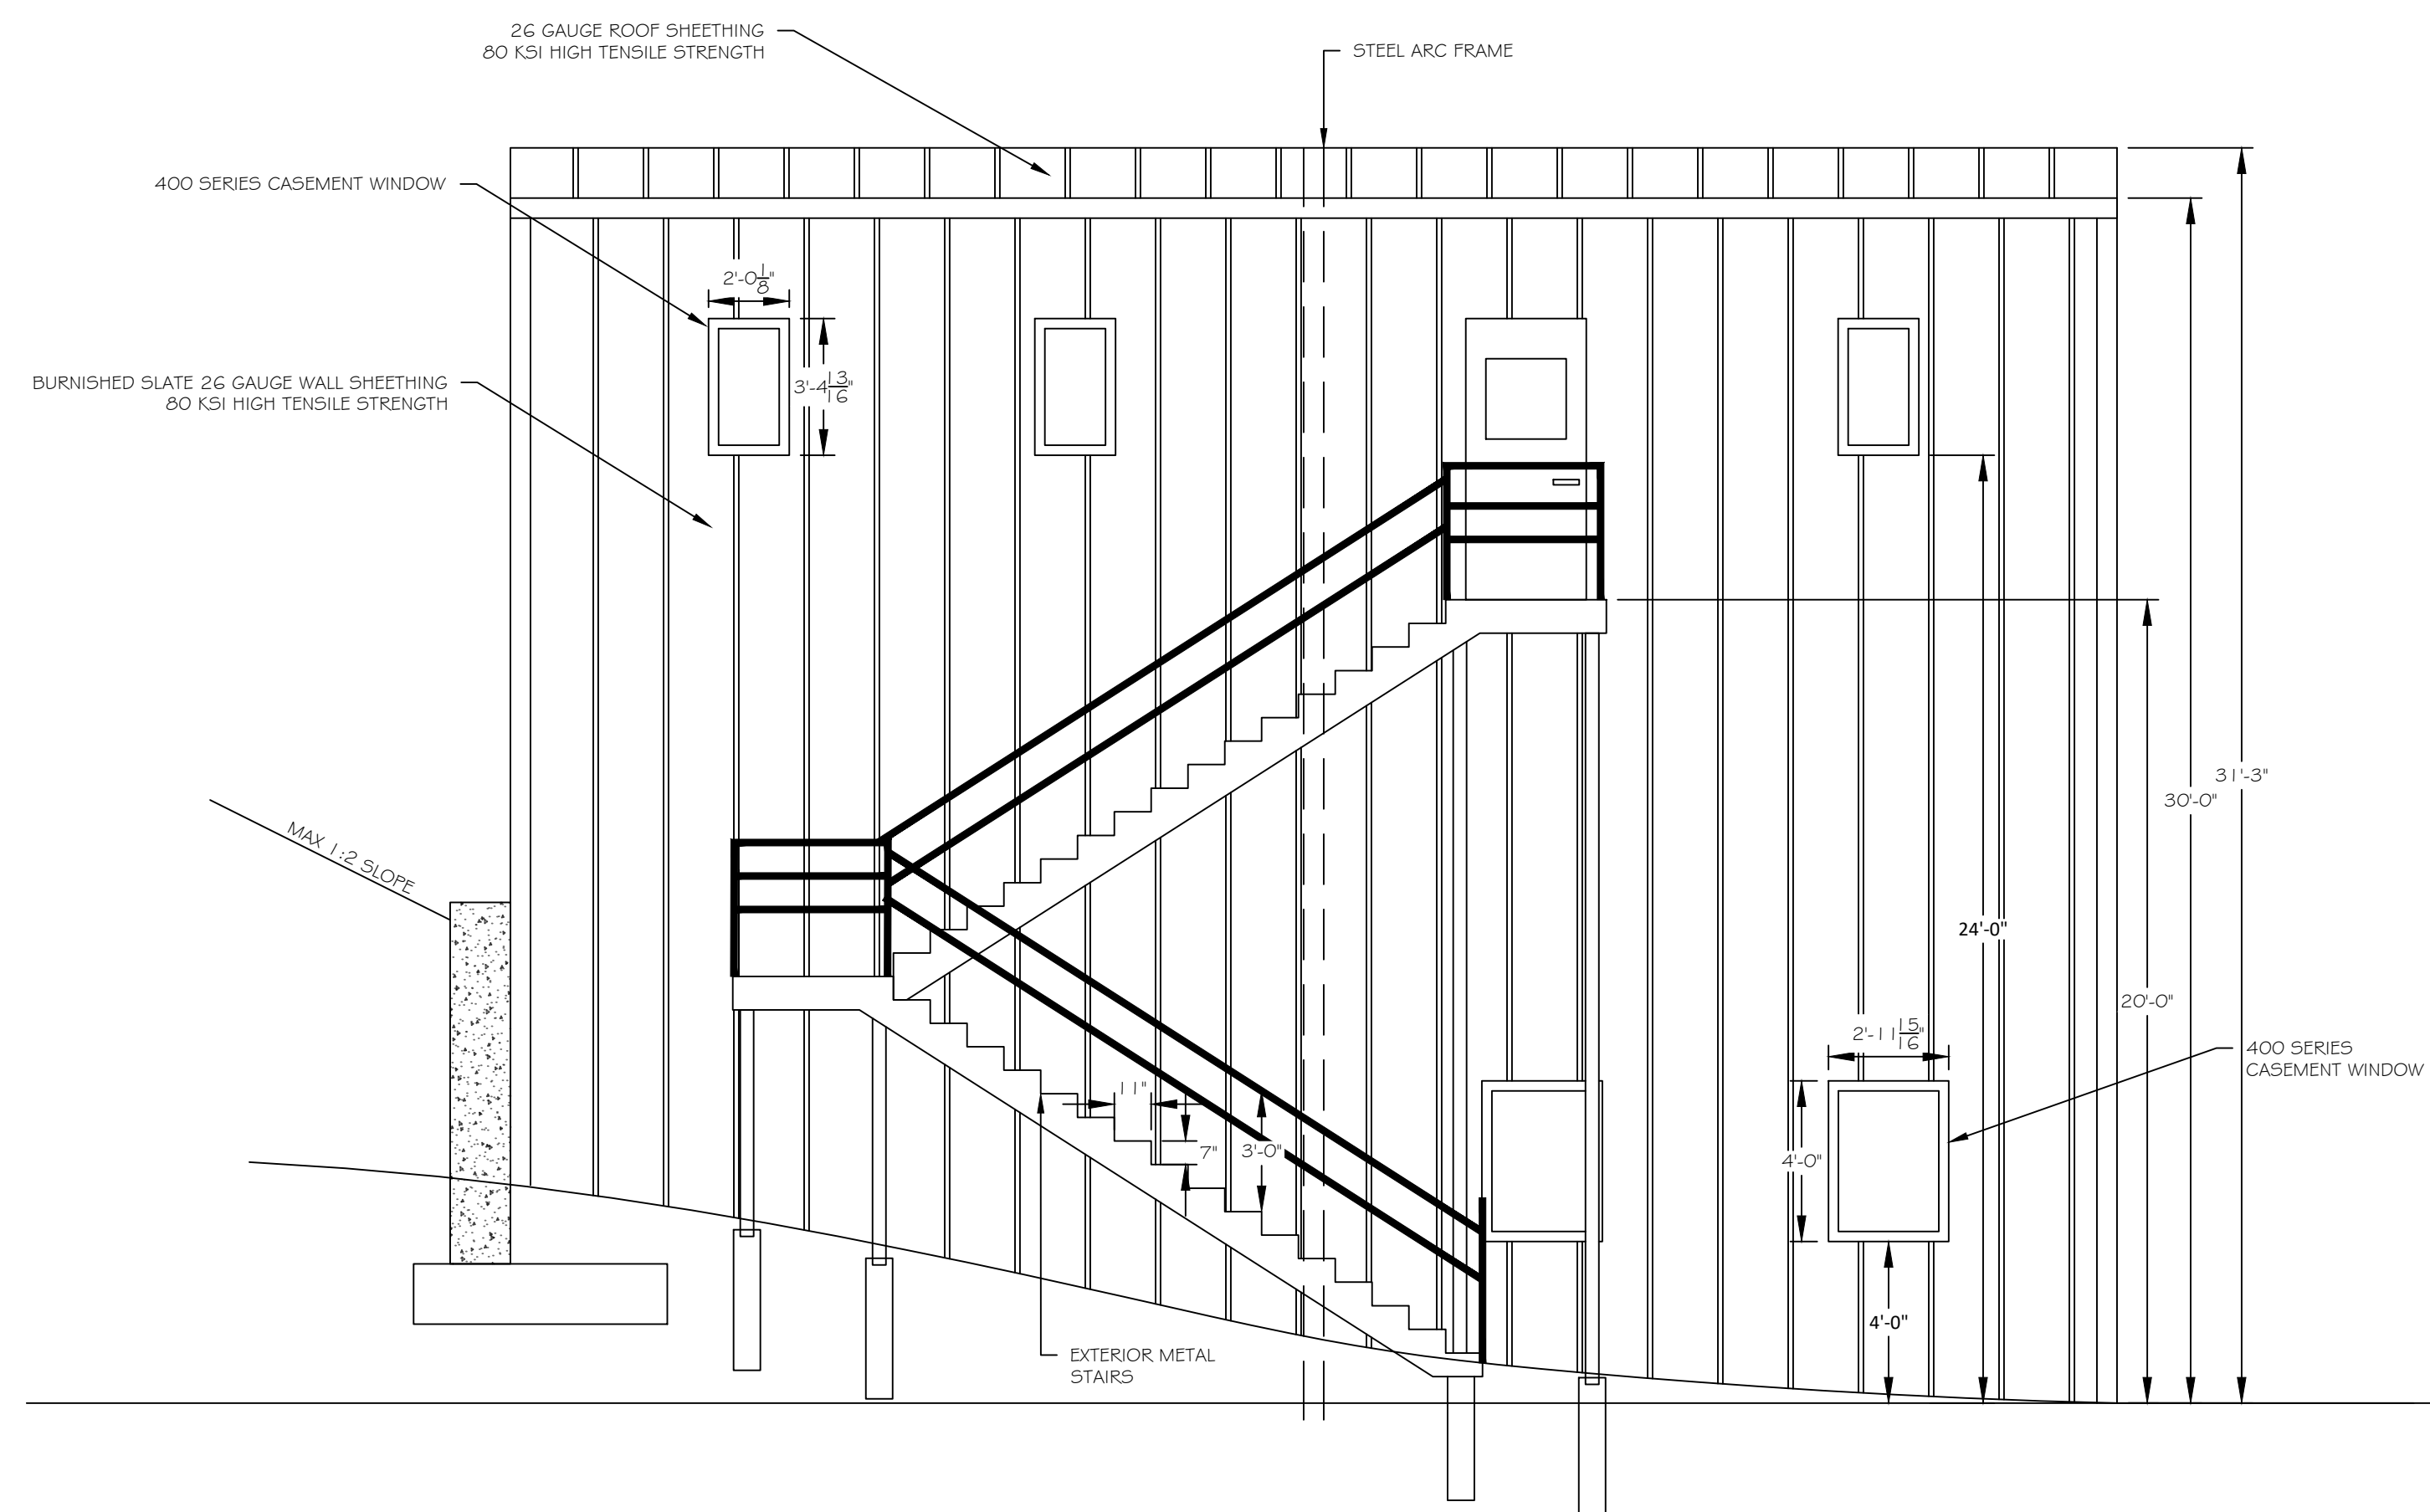 26 GAUGE ROOF SHEETHING
80 KSI HIGH TENSILE STRENGTH
STEEL ARC FRAME
400 SERIES CASEMENT WINDOW
2'-0 1/8"
3'-4 13/16"
BURNISHED SLATE 26 GAUGE WALL SHEETHING
80 KSI HIGH TENSILE STRENGTH
31'-3"
30'-0"
MAX 1:2 SLOPE
24'-0"
20'-0"
2'-11 15/16"
400 SERIES
CASEMENT WINDOW
11"
7"
3'-0"
4'-0"
4'-0"
EXTERIOR METAL
STAIRS